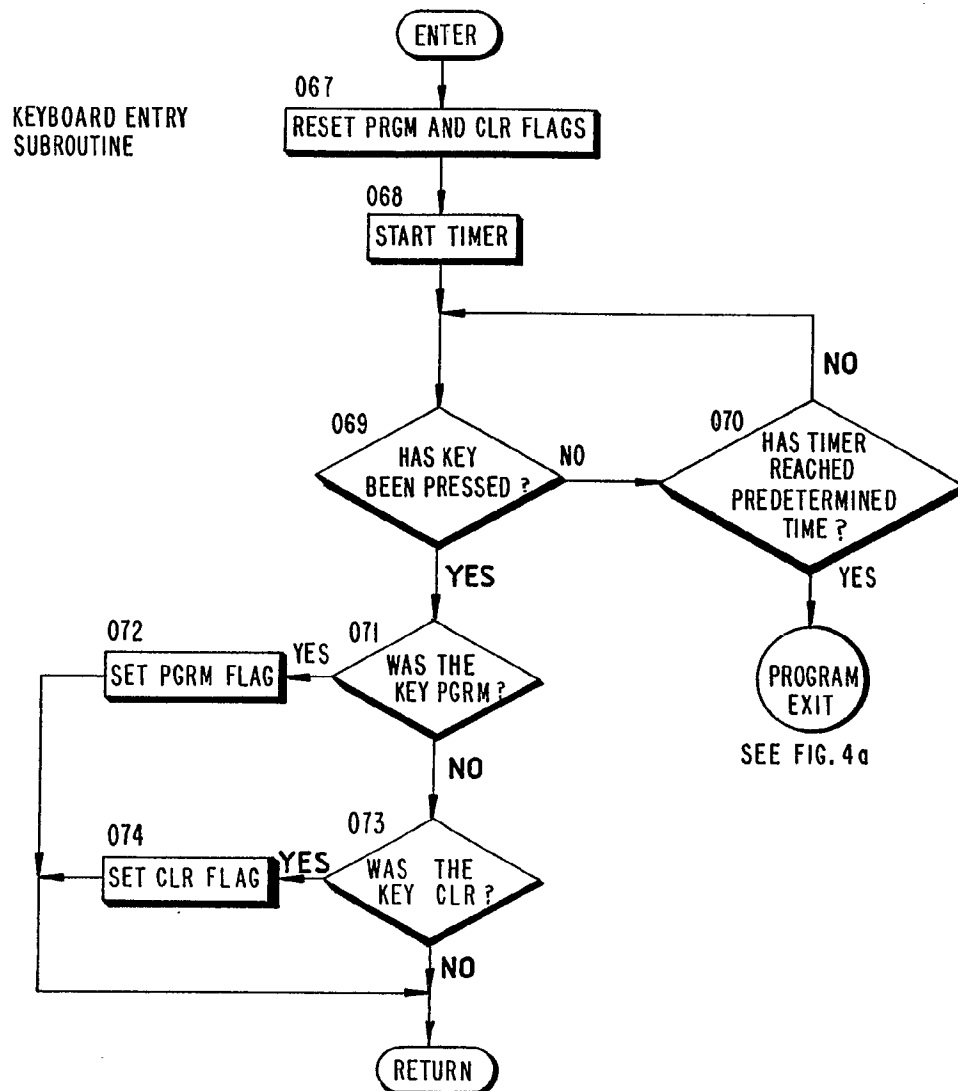 ENTER
067
KEYBOARD ENTRY
SUBROUTINE
RESET PRGM AND CLR FLAGS
068
START TIMER
NO
069
070
HAS KEY
BEEN PRESSED ?
NO
HAS TIMER
REACHED
PREDETERMINED
TIME ?
YES
YES
072
071
SET PGRM FLAG
YES
WAS THE
KEY PGRM ?
PROGRAM
EXIT
SEE FIG. 4a
NO
074
073
SET CLR FLAG
YES
WAS THE
KEY CLR ?
NO
RETURN